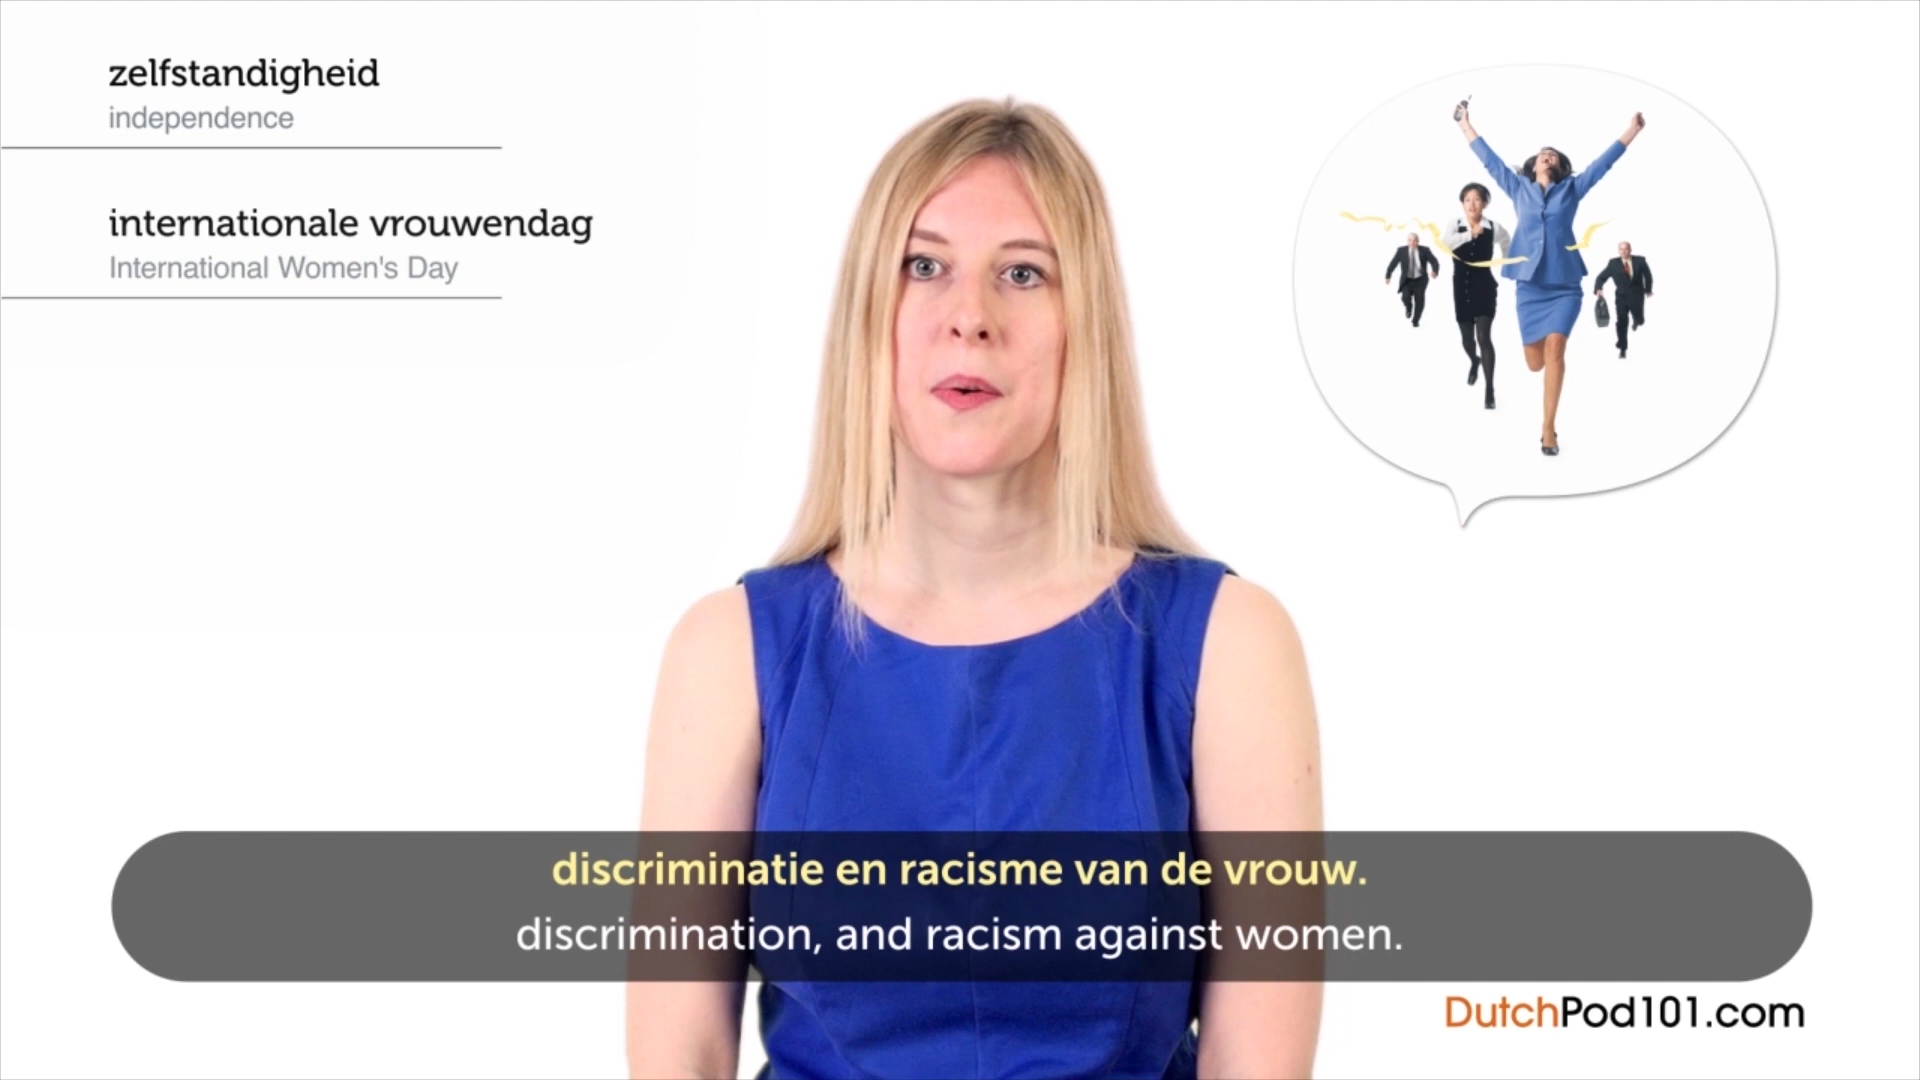 zelfstandigheid
independence
internationale vrouwendag
International Women's Day
discriminatie en racisme van de vrouw.
discrimination, and racism against women.
DutchPod101.com